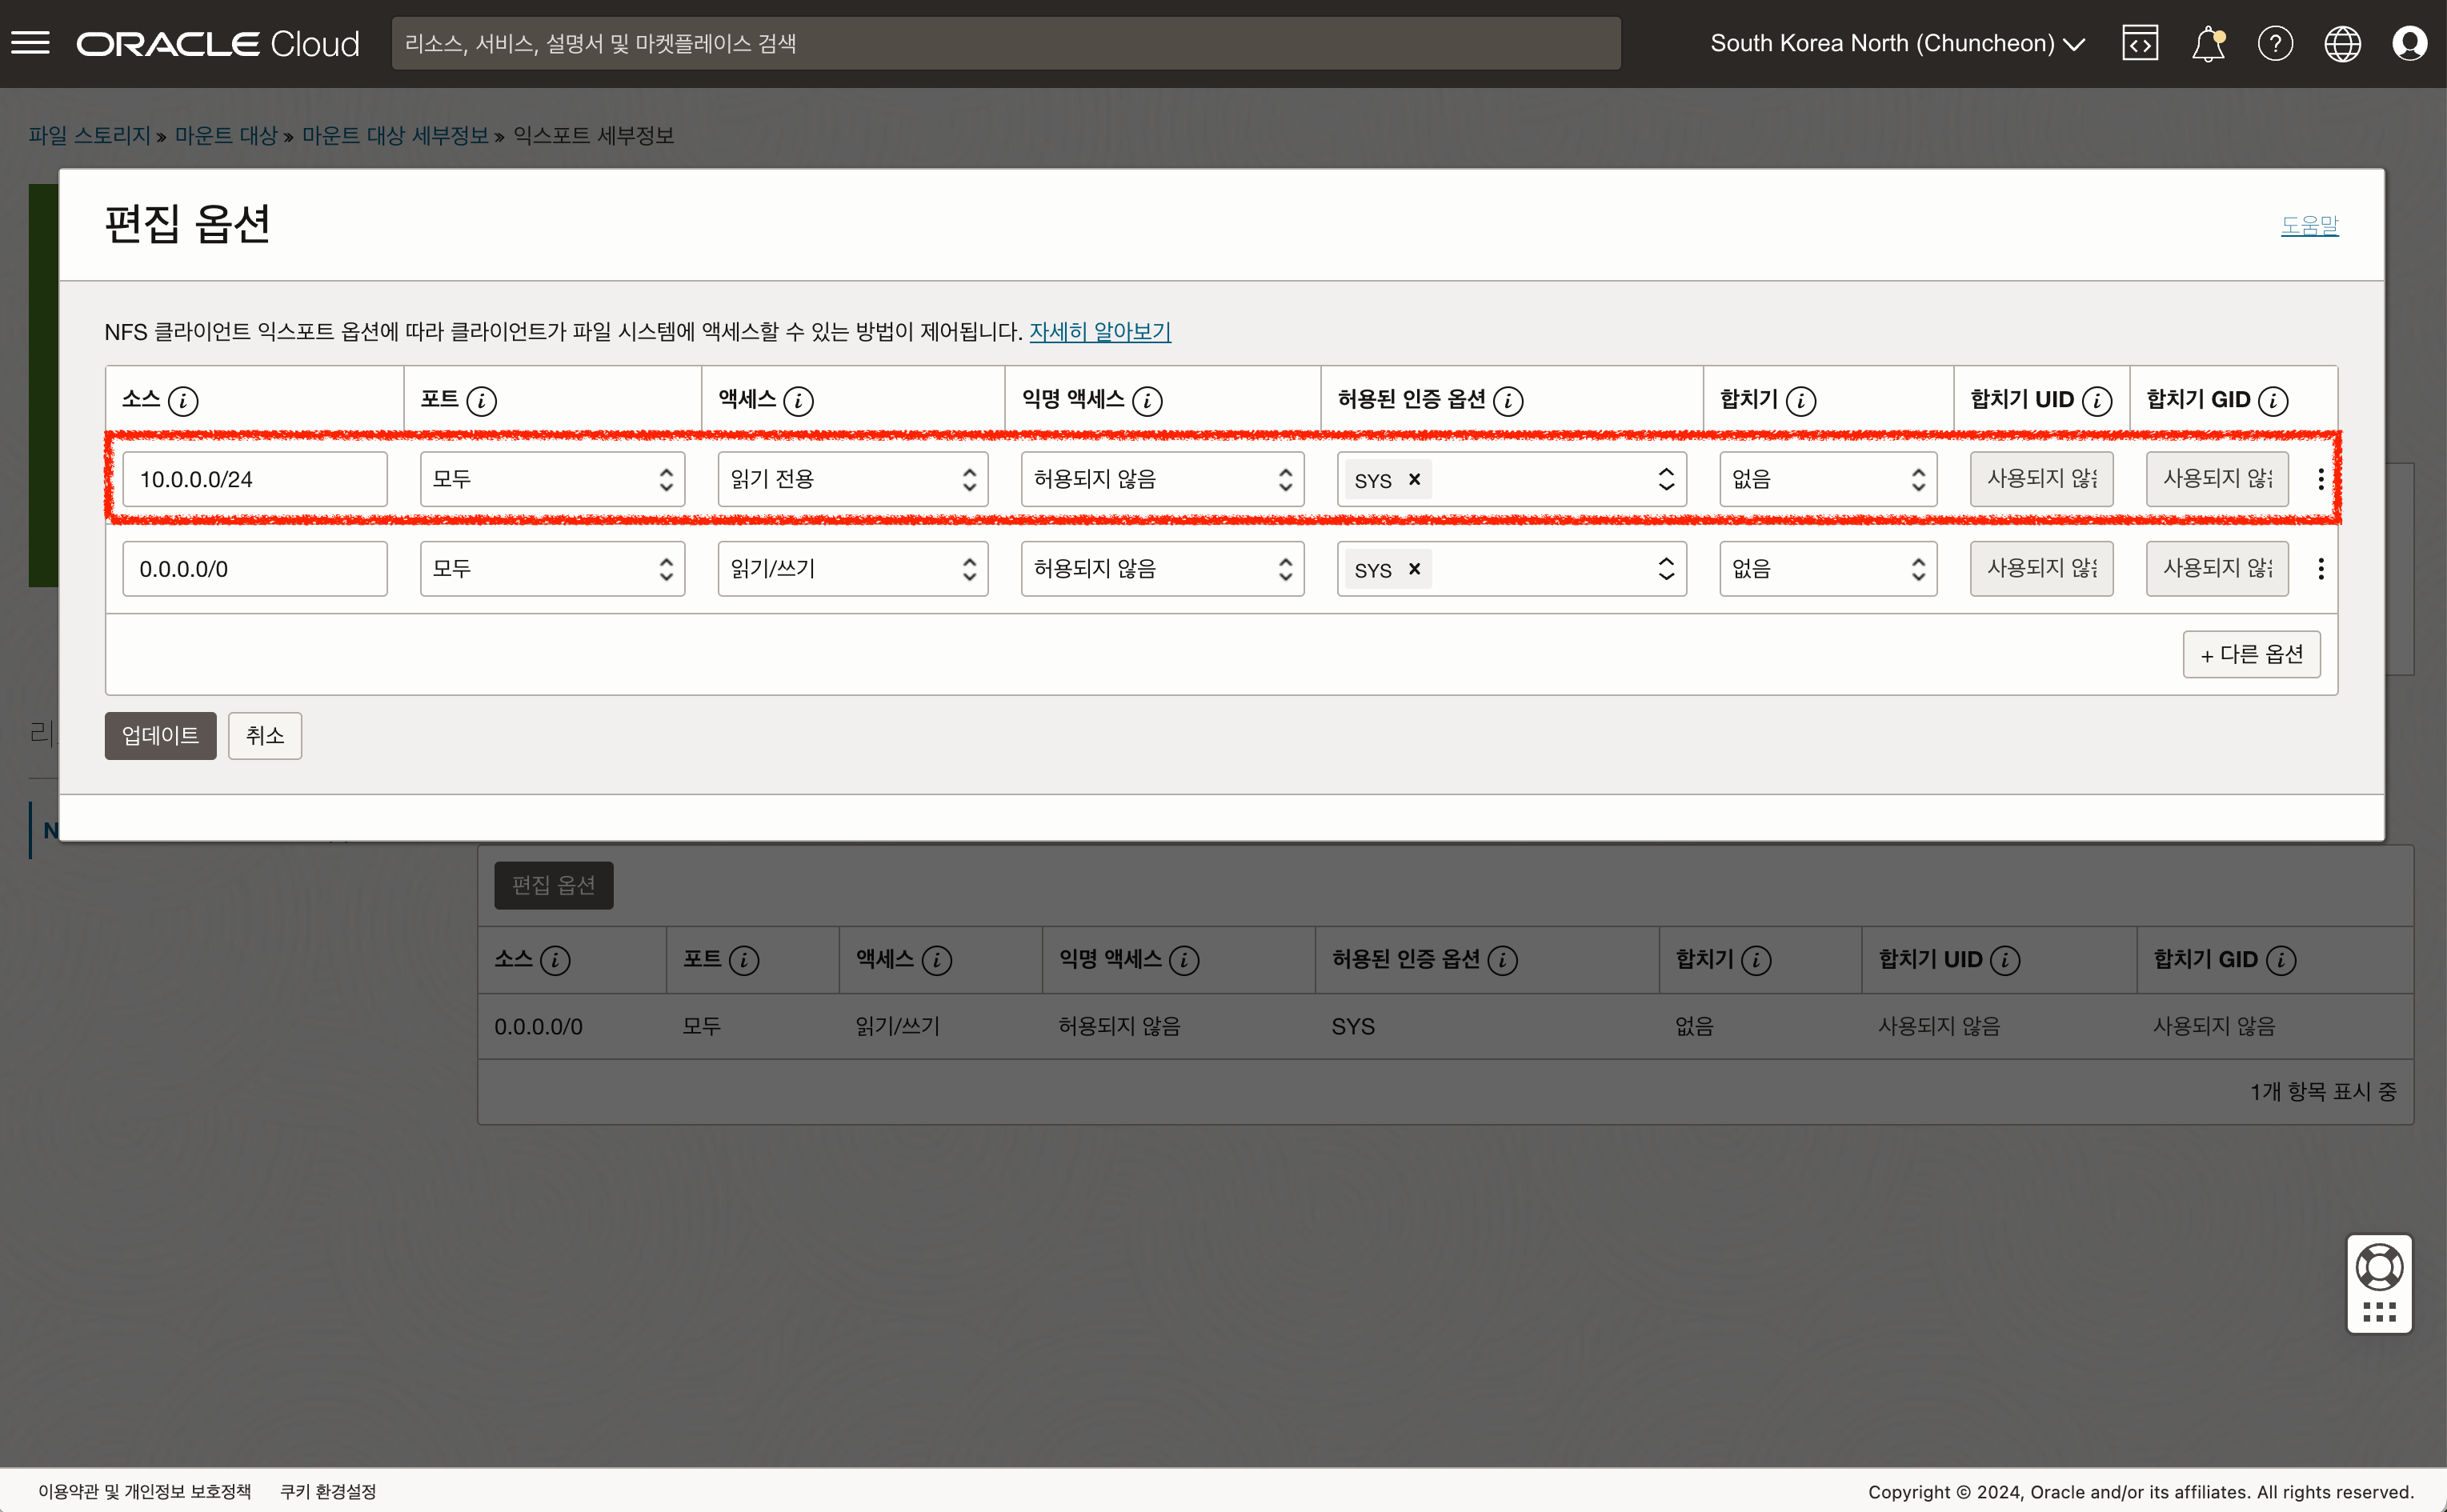 ORACLE Cloud
리소스, 서비스, 설명서 및 마켓플레이스 검색
South Korea North (Chuncheon)
파일 스토리지 » 마운트 대상 » 마운트 대상 세부정보 » 익스포트 세부정보
편집 옵션
도움말
NFS 클라이언트 익스포트 옵션에 따라 클라이언트가 파일 시스템에 액세스할 수 있는 방법이 제어됩니다. 자세히 알아보기
소스 포트 액세스 익명 액세스 허용된 인증 옵션 합치기 합치기 UID 합치기 GID
10.0.0.0/24 모두 읽기 전용 허용되지 않음 SYS × 없음 사용되지 사용되지
0.0.0.0/0 모두 읽기/쓰기 허용되지 않음 SYS × 없음 사용되지 사용되지
+ 다른 옵션
업데이트 취소
리
N
편집 옵션
소스 포트 액세스 익명 액세스 허용된 인증 옵션 합치기 합치기 UID 합치기 GID
0.0.0.0/0 모두 읽기/쓰기 허용되지 않음 SYS 없음 사용되지 않음 사용되지 않음
1개 항목 표시 중
이용약관 및 개인정보 보호정책 쿠키 환경설정
Copyright © 2024, Oracle and/or its affiliates. All rights reserved.